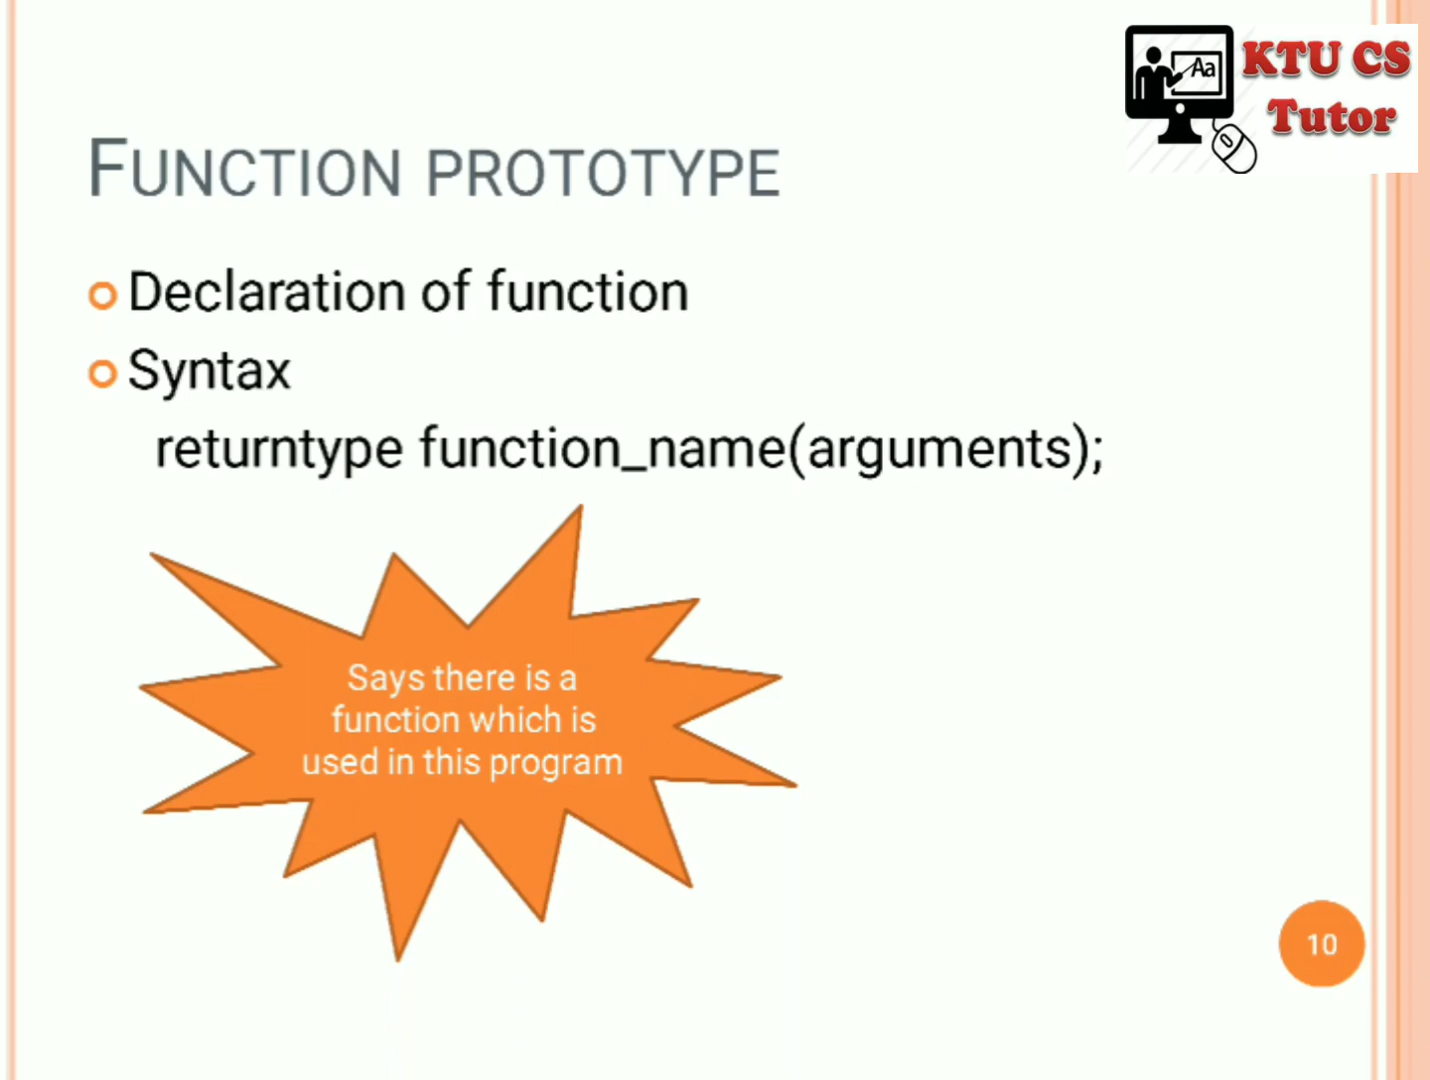 Aa
KTU CS
Tutor
FUNCTION PROTOTYPE
Declaration of function
Syntax
returntype function_name(arguments);
Says there is a
function which is
used in this program
10